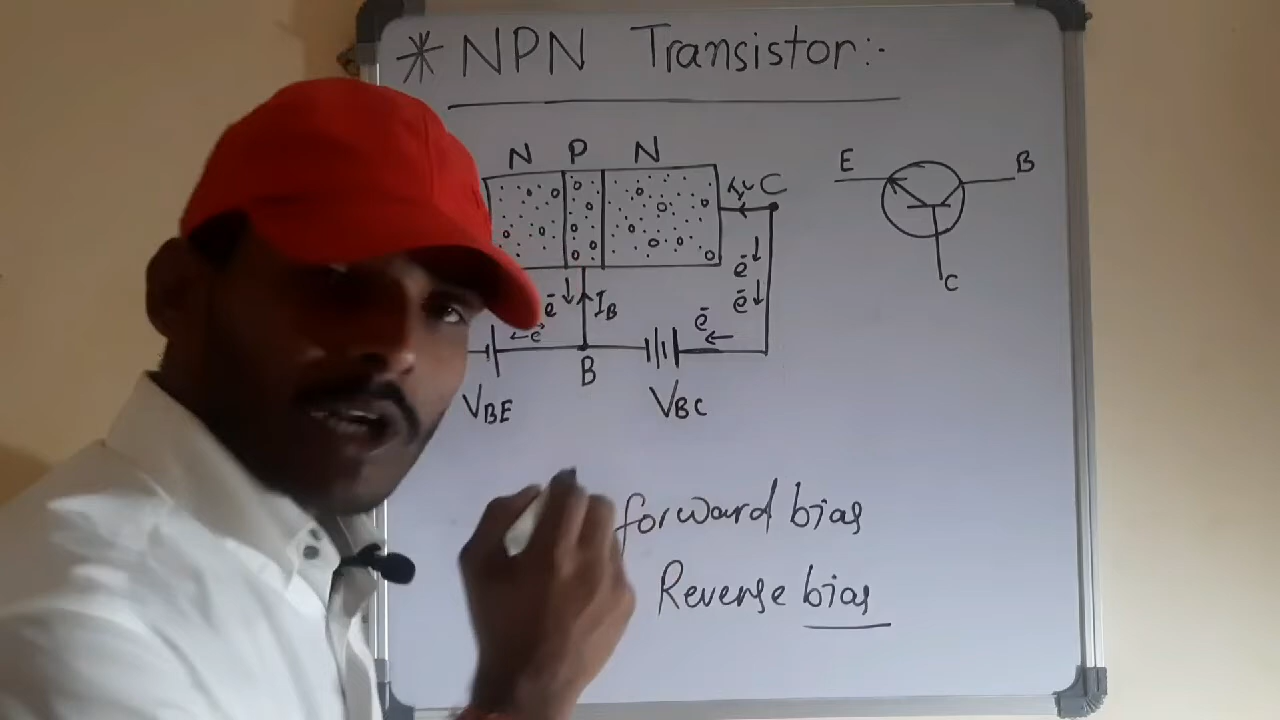 * NPN Transistor:-
N P N
C
E B
C
e⁻
e⁻
e⁻ I_B
e⁻
e⁻
B
V_BE V_BC
forward bias
Reverse bias